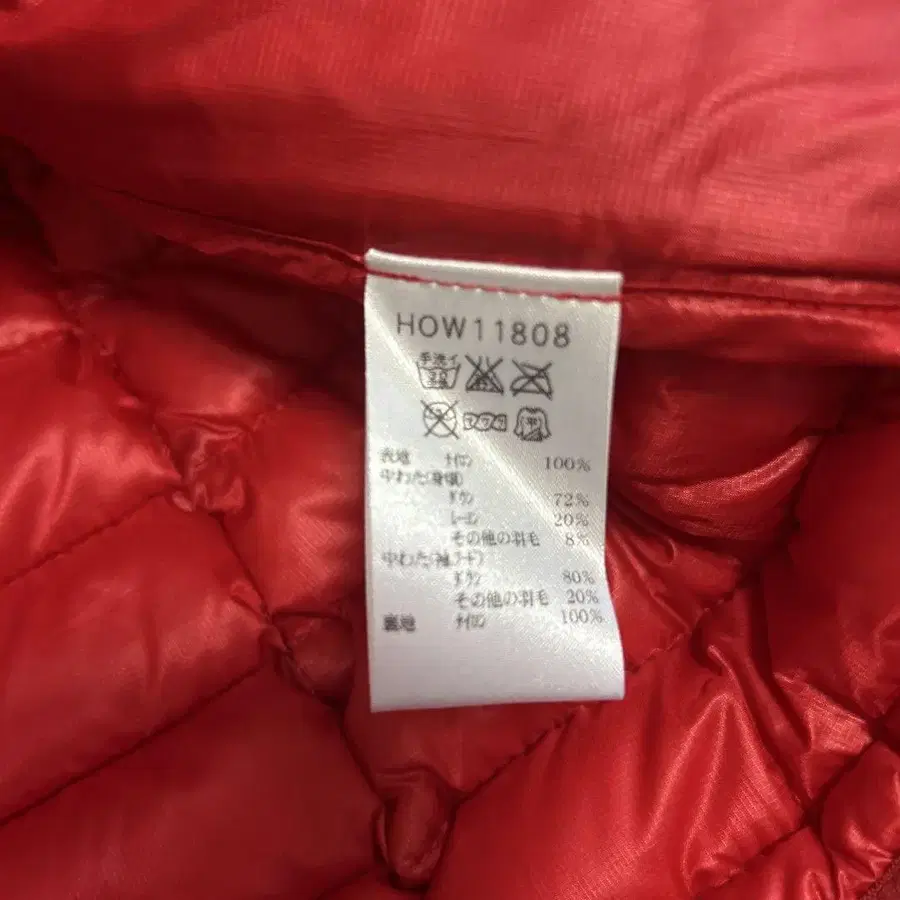 HOW11808
手洗イ
30
表地 ナイロン 100%
中わた(身頃)
ダウン 72%
レーヨン 20%
その他の羽毛 8%
中わた(袖フード)
ダウン 80%
その他の羽毛 20%
裏地 ナイロン 100%